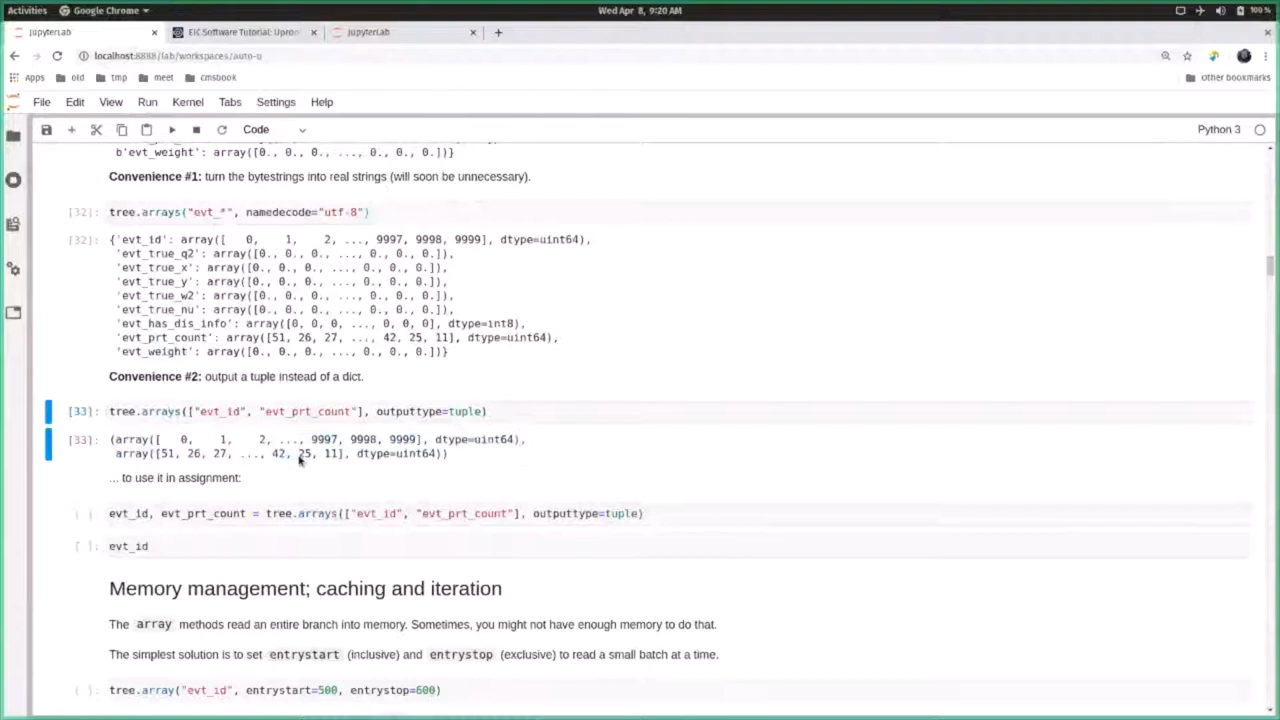 Activities Google Chrome Wed Apr 8, 9:20 AM 100 %
JupyterLab EIC Software Tutorial: Uproo JupyterLab
localhost:8888/lab/workspaces/auto-u
Apps old tmp meet cmsbook Other bookmarks
File Edit View Run Kernel Tabs Settings Help
Code Python 3
b'evt_weight': array([0., 0., 0., ..., 0., 0., 0.])}
Convenience #1: turn the bytestrings into real strings (will soon be unnecessary).
[32]: tree.arrays("evt_*", namedecode="utf-8")
[32]: {'evt_id': array([ 0, 1, 2, ..., 9997, 9998, 9999], dtype=uint64),
'evt_true_q2': array([0., 0., 0., ..., 0., 0., 0.]),
'evt_true_x': array([0., 0., 0., ..., 0., 0., 0.]),
'evt_true_y': array([0., 0., 0., ..., 0., 0., 0.]),
'evt_true_w2': array([0., 0., 0., ..., 0., 0., 0.]),
'evt_true_nu': array([0., 0., 0., ..., 0., 0., 0.]),
'evt_has_dis_info': array([0, 0, 0, ..., 0, 0, 0], dtype=int8),
'evt_prt_count': array([51, 26, 27, ..., 42, 25, 11], dtype=uint64),
'evt_weight': array([0., 0., 0., ..., 0., 0., 0.])}
Convenience #2: output a tuple instead of a dict.
[33]: tree.arrays(["evt_id", "evt_prt_count"], outputtype=tuple)
[33]: (array([ 0, 1, 2, ..., 9997, 9998, 9999], dtype=uint64),
array([51, 26, 27, ..., 42, 25, 11], dtype=uint64))
... to use it in assignment:
[ ]: evt_id, evt_prt_count = tree.arrays(["evt_id", "evt_prt_count"], outputtype=tuple)
[ ]: evt_id
Memory management; caching and iteration
The array methods read an entire branch into memory. Sometimes, you might not have enough memory to do that.
The simplest solution is to set entrystart (inclusive) and entrystop (exclusive) to read a small batch at a time.
[ ]: tree.array("evt_id", entrystart=500, entrystop=600)